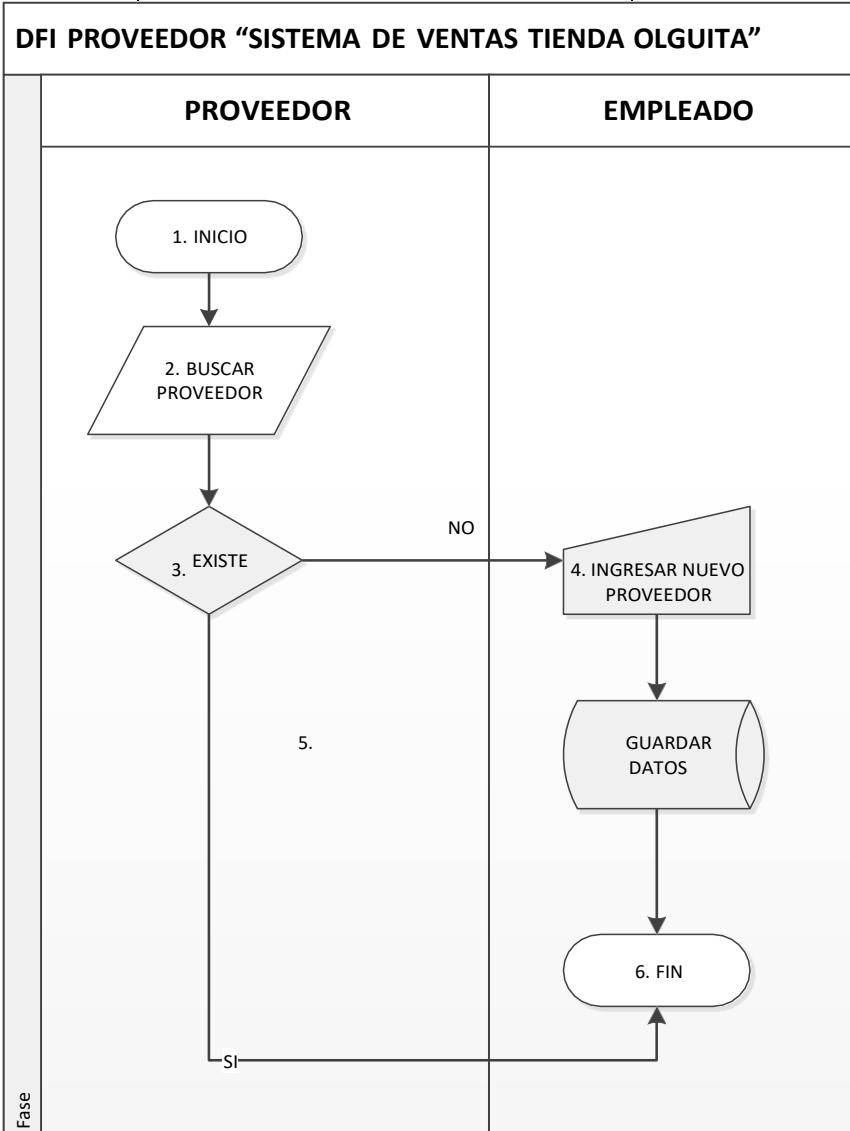 DFI PROVEEDOR “SISTEMA DE VENTAS TIENDA OLGUITA”
PROVEEDOR
EMPLEADO
1. INICIO
2. BUSCAR
PROVEEDOR
3. EXISTE
NO
4. INGRESAR NUEVO
PROVEEDOR
5.
GUARDAR
DATOS
6. FIN
SI
Fase